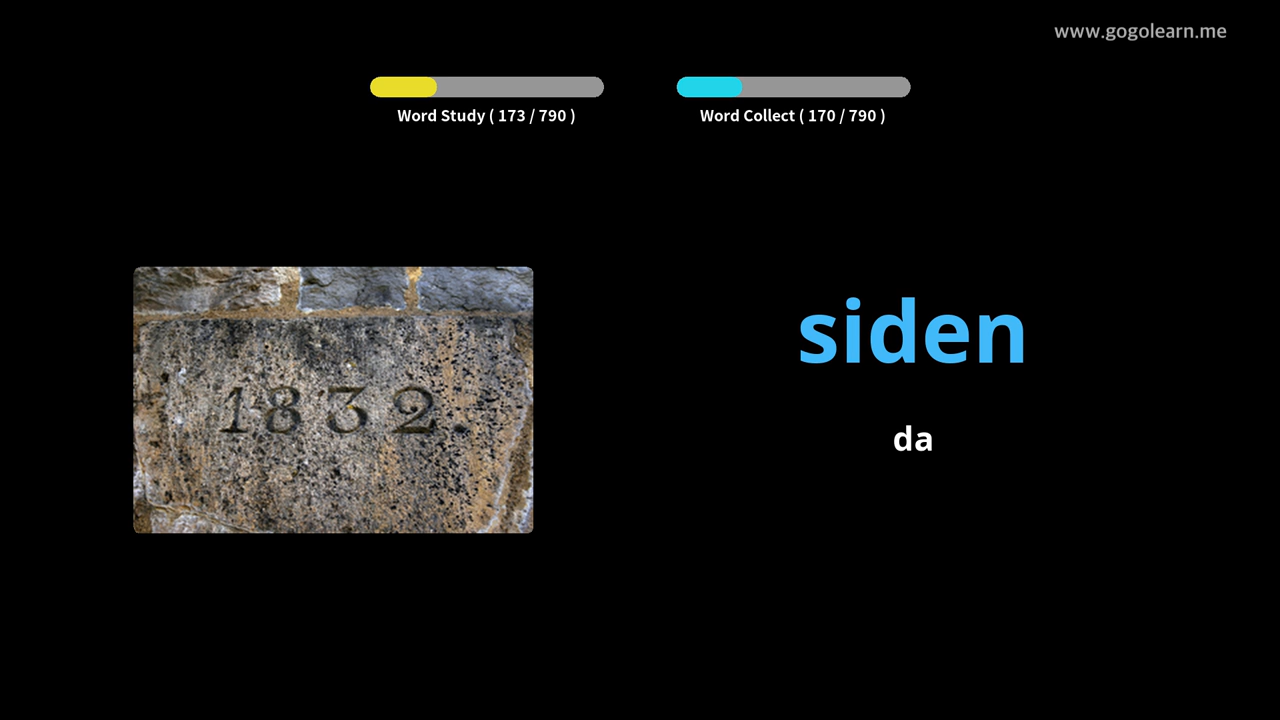 www.gogolearn.me
Word Study ( 173 / 790 )
Word Collect ( 170 / 790 )
1832.
siden
da